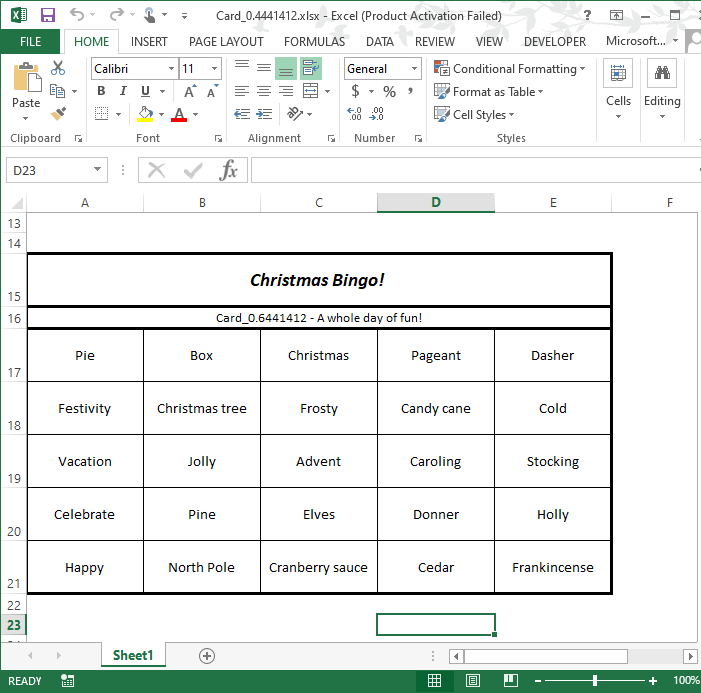 Card_0.4441412.xlsx - Excel (Product Activation Failed)
FILE HOME INSERT PAGE LAYOUT FORMULAS DATA REVIEW VIEW DEVELOPER Microsoft...
Calibri 11 General Conditional Formatting
Paste B I U $ % , Format as Table Cells Editing
A A .00 Cell Styles
Clipboard Font Alignment Number Styles
D23 fx
A B C D E F
13
14
15 Christmas Bingo!
16 Card_0.6441412 - A whole day of fun!
17 Pie Box Christmas Pageant Dasher
18 Festivity Christmas tree Frosty Candy cane Cold
19 Vacation Jolly Advent Caroling Stocking
20 Celebrate Pine Elves Donner Holly
21 Happy North Pole Cranberry sauce Cedar Frankincense
22
23
Sheet1
READY 100%